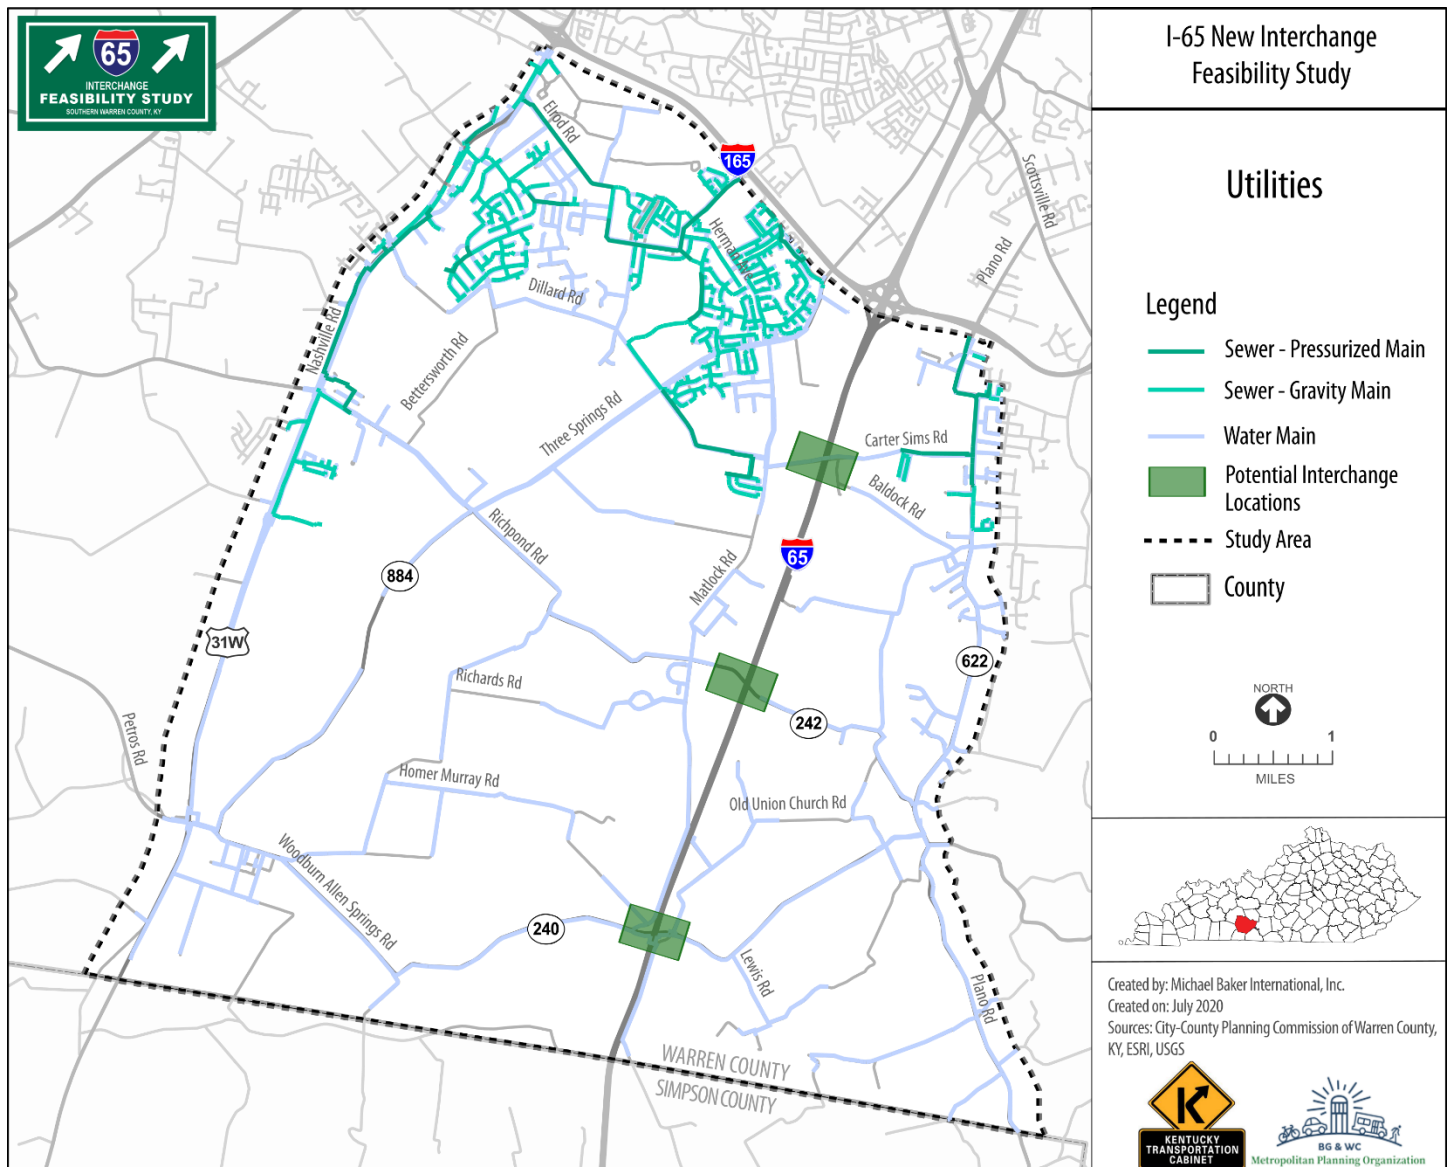 65
INTERCHANGE
FEASIBILITY STUDY
SOUTHERN WARREN COUNTY, KY
I-65 New Interchange
Feasibility Study
Utilities
Legend
Sewer - Pressurized Main
Sewer - Gravity Main
Water Main
Potential Interchange
Locations
Study Area
County
NORTH
0 1
MILES
Created by: Michael Baker International, Inc.
Created on: July 2020
Sources: City-County Planning Commission of Warren County,
KY, ESRI, USGS
KENTUCKY
TRANSPORTATION
CABINET
BG & WC
Metropolitan Planning Organization
Elrod Rd
165
Scottsville Rd
Plano Rd
Herman Ave
Dillard Rd
Nashville Rd
Bettersworth Rd
Three Springs Rd
Carter Sims Rd
Baldock Rd
Richpond Rd
65
Matlock Rd
884
31W
622
Richards Rd
242
Petros Rd
Homer Murray Rd
Old Union Church Rd
Woodburn Allen Springs Rd
240
Lewis Rd
Plano Rd
WARREN COUNTY
SIMPSON COUNTY